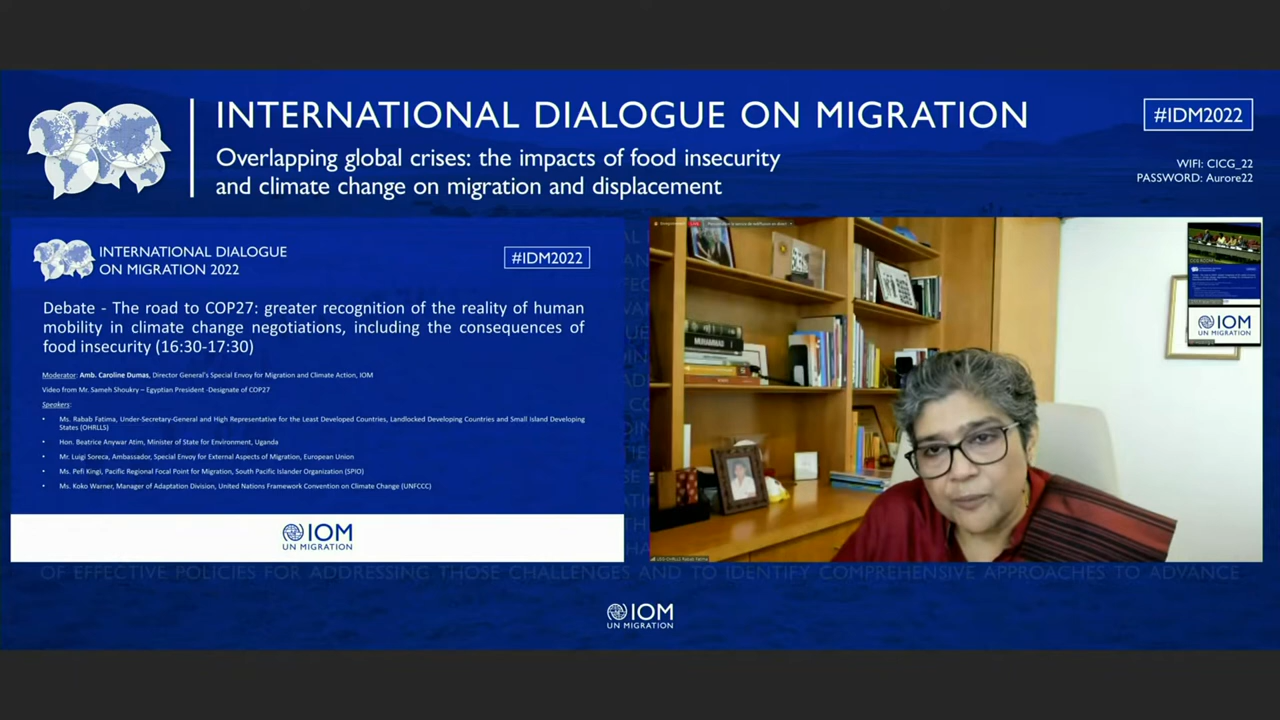 INTERNATIONAL DIALOGUE ON MIGRATION
Overlapping global crises: the impacts of food insecurity
and climate change on migration and displacement
#IDM2022
WIFI: CICG_22
PASSWORD: Aurore22
INTERNATIONAL DIALOGUE
ON MIGRATION 2022
#IDM2022
Debate - The road to COP27: greater recognition of the reality of human
mobility in climate change negotiations, including the consequences of
food insecurity (16:30-17:30)
Moderator: Amb. Caroline Dumas, Director General's Special Envoy for Migration and Climate Action, IOM
Video from Mr. Sameh Shoukry – Egyptian President -Designate of COP27
Speakers:
• Ms. Rabab Fatima, Under-Secretary-General and High Representative for the Least Developed Countries, Landlocked Developing Countries and Small Island Developing
States (OHRLLS)
• Hon. Beatrice Anywar Atim, Minister of State for Environment, Uganda
• Mr. Luigi Soreca, Ambassador, Special Envoy for External Aspects of Migration, European Union
• Ms. Pefi Kingi, Pacific Regional Focal Point for Migration, South Pacific Islander Organization (SPIO)
• Ms. Koko Warner, Manager of Adaptation Division, United Nations Framework Convention on Climate Change (UNFCCC)
IOM
UN MIGRATION
LIVE
MUHAMMAD
IOM
UN MIGRATION
USG-OHRLLS Rabab Fatima
OF EFFECTIVE POLICIES FOR ADDRESSING THOSE CHALLENGES AND TO IDENTIFY COMPREHENSIVE APPROACHES TO ADVANCE
IOM
UN MIGRATION